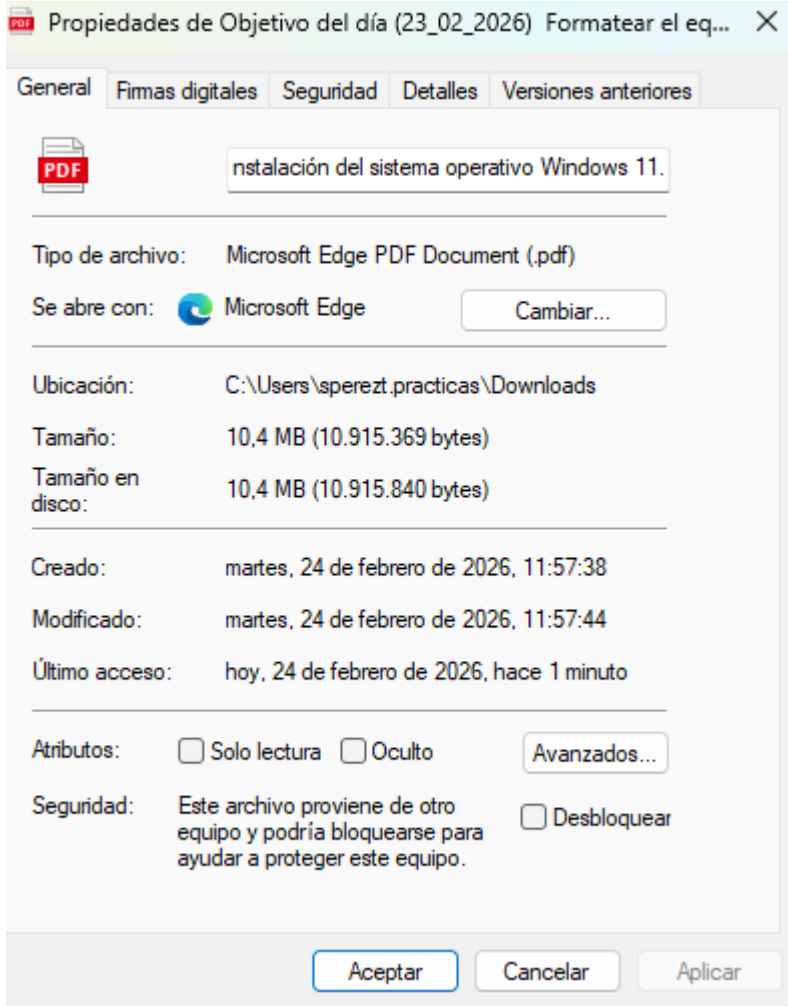 Propiedades de Objetivo del día (23_02_2026) Formatear el eq...
General Firmas digitales Seguridad Detalles Versiones anteriores
PDF
nstalación del sistema operativo Windows 11.
Tipo de archivo: Microsoft Edge PDF Document (.pdf)
Se abre con: Microsoft Edge Cambiar...
Ubicación: C:\Users\sperezt.practicas\Downloads
Tamaño: 10,4 MB (10.915.369 bytes)
Tamaño en
disco: 10,4 MB (10.915.840 bytes)
Creado: martes, 24 de febrero de 2026, 11:57:38
Modificado: martes, 24 de febrero de 2026, 11:57:44
Último acceso: hoy, 24 de febrero de 2026, hace 1 minuto
Atributos: Solo lectura Oculto Avanzados...
Seguridad: Este archivo proviene de otro
equipo y podría bloquearse para
ayudar a proteger este equipo.
Desbloquear
Aceptar Cancelar Aplicar